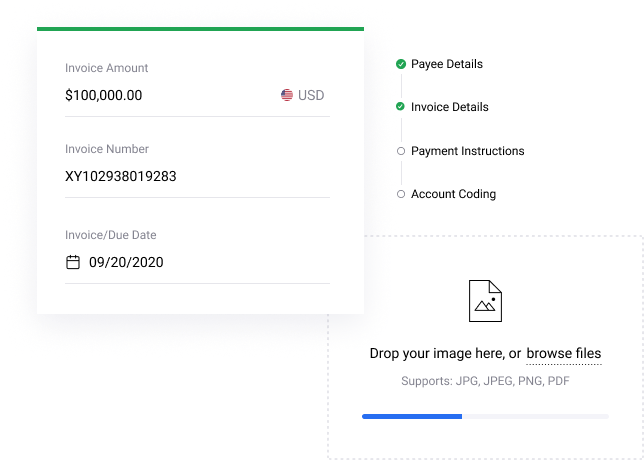 Invoice Amount
$100,000.00 USD
Invoice Number
XY102938019283
Invoice/Due Date
09/20/2020
Payee Details
Invoice Details
Payment Instructions
Account Coding
Drop your image here, or browse files
Supports: JPG, JPEG, PNG, PDF